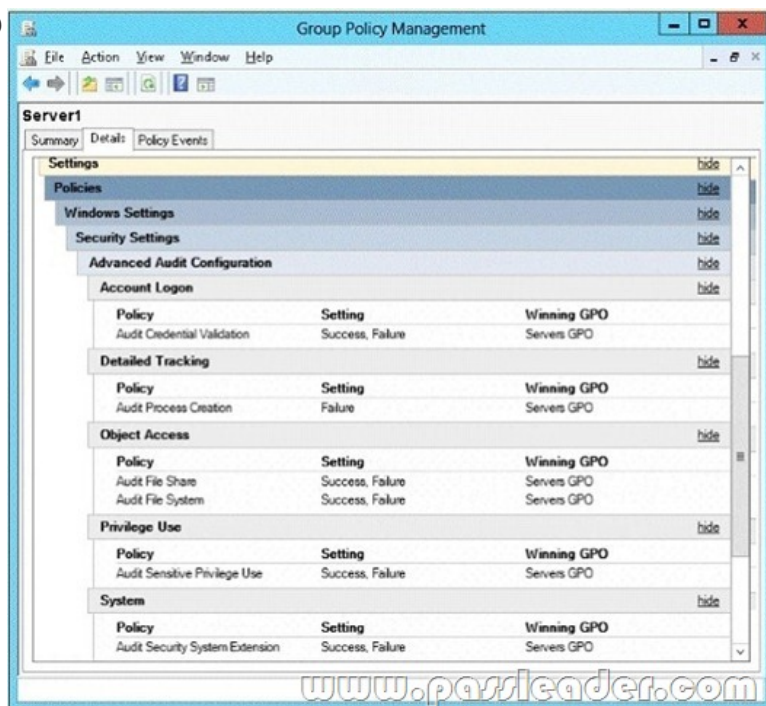 Group Policy Management
File Action View Window Help
Server1
Summary Details Policy Events
Settings hide
Policies hide
Windows Settings hide
Security Settings hide
Advanced Audit Configuration hide
Account Logon hide
Policy Setting Winning GPO
Audit Credential Validation Success, Failure Servers GPO
Detailed Tracking hide
Policy Setting Winning GPO
Audit Process Creation Failure Servers GPO
Object Access hide
Policy Setting Winning GPO
Audit File Share Success, Failure Servers GPO
Audit File System Success, Failure Servers GPO
Privilege Use hide
Policy Setting Winning GPO
Audit Sensitive Privilege Use Success, Failure Servers GPO
System hide
Policy Setting Winning GPO
Audit Security System Extension Success, Failure Servers GPO
www.passleader.com